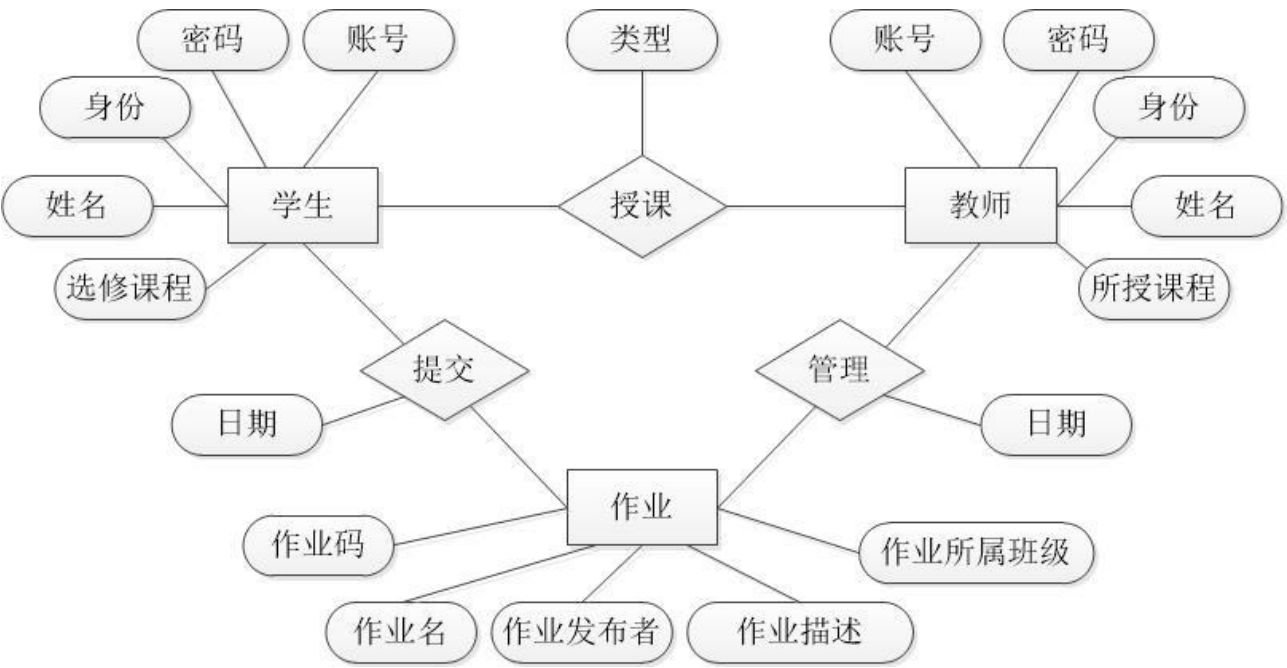 密码
账号
类型
账号
密码
身份
身份
姓名
学生
授课
教师
姓名
选修课程
所授课程
提交
管理
日期
日期
作业
作业码
作业所属班级
作业名
作业发布者
作业描述